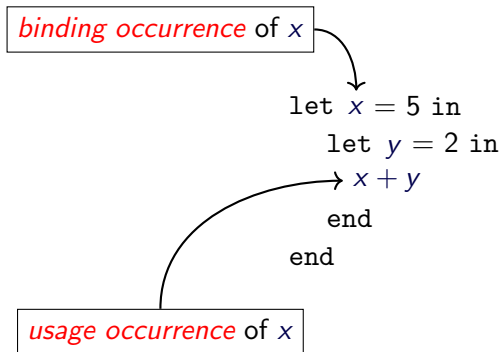 binding occurrence of x
let x = 5 in
let y = 2 in
x + y
end
end
usage occurrence of x